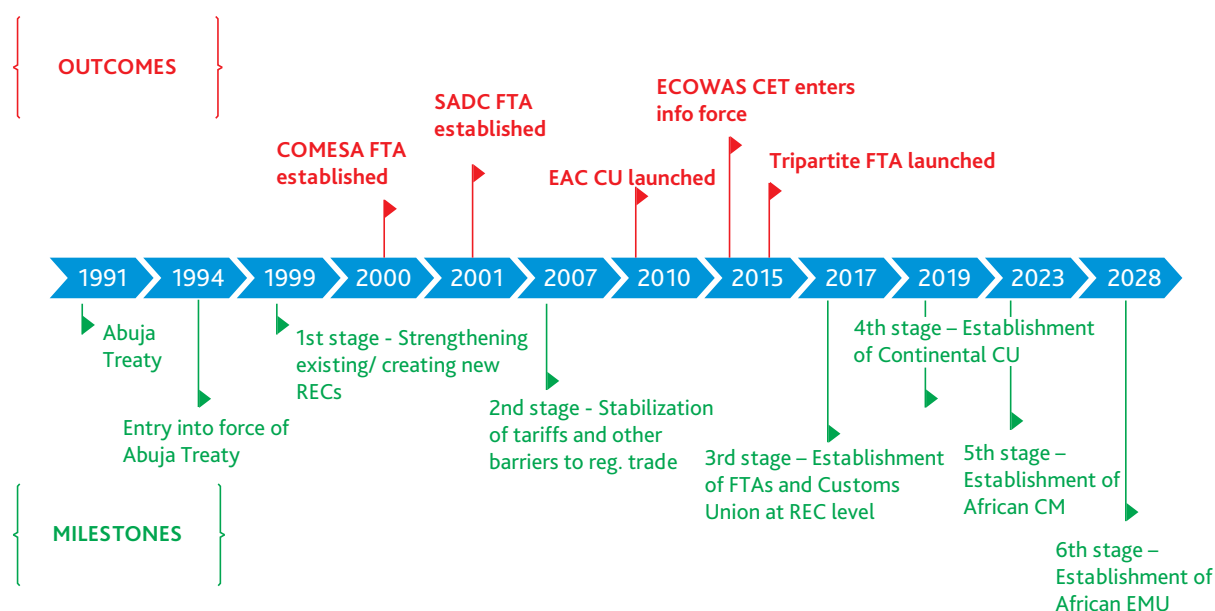 OUTCOMES
COMESA FTA
established
SADC FTA
established
EAC CU launched
ECOWAS CET enters
info force
Tripartite FTA launched
1991 1994 1999 2000 2001 2007 2010 2015 2017 2019 2023 2028
Abuja
Treaty
Entry into force of
Abuja Treaty
1st stage - Strengthening
existing/ creating new
RECs
2nd stage - Stabilization
of tariffs and other
barriers to reg. trade
3rd stage – Establishment
of FTAs and Customs
Union at REC level
4th stage – Establishment
of Continental CU
5th stage –
Establishment of
African CM
6th stage –
Establishment of
African EMU
MILESTONES